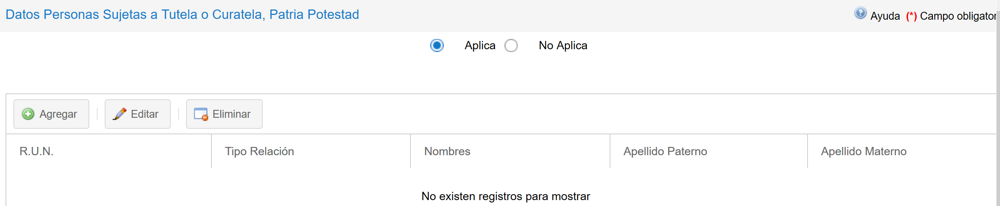 Datos Personas Sujetas a Tutela o Curatela, Patria Potestad
Ayuda (*) Campo obligator
Aplica No Aplica
Agregar Editar Eliminar
R.U.N. Tipo Relación Nombres Apellido Paterno Apellido Materno
No existen registros para mostrar